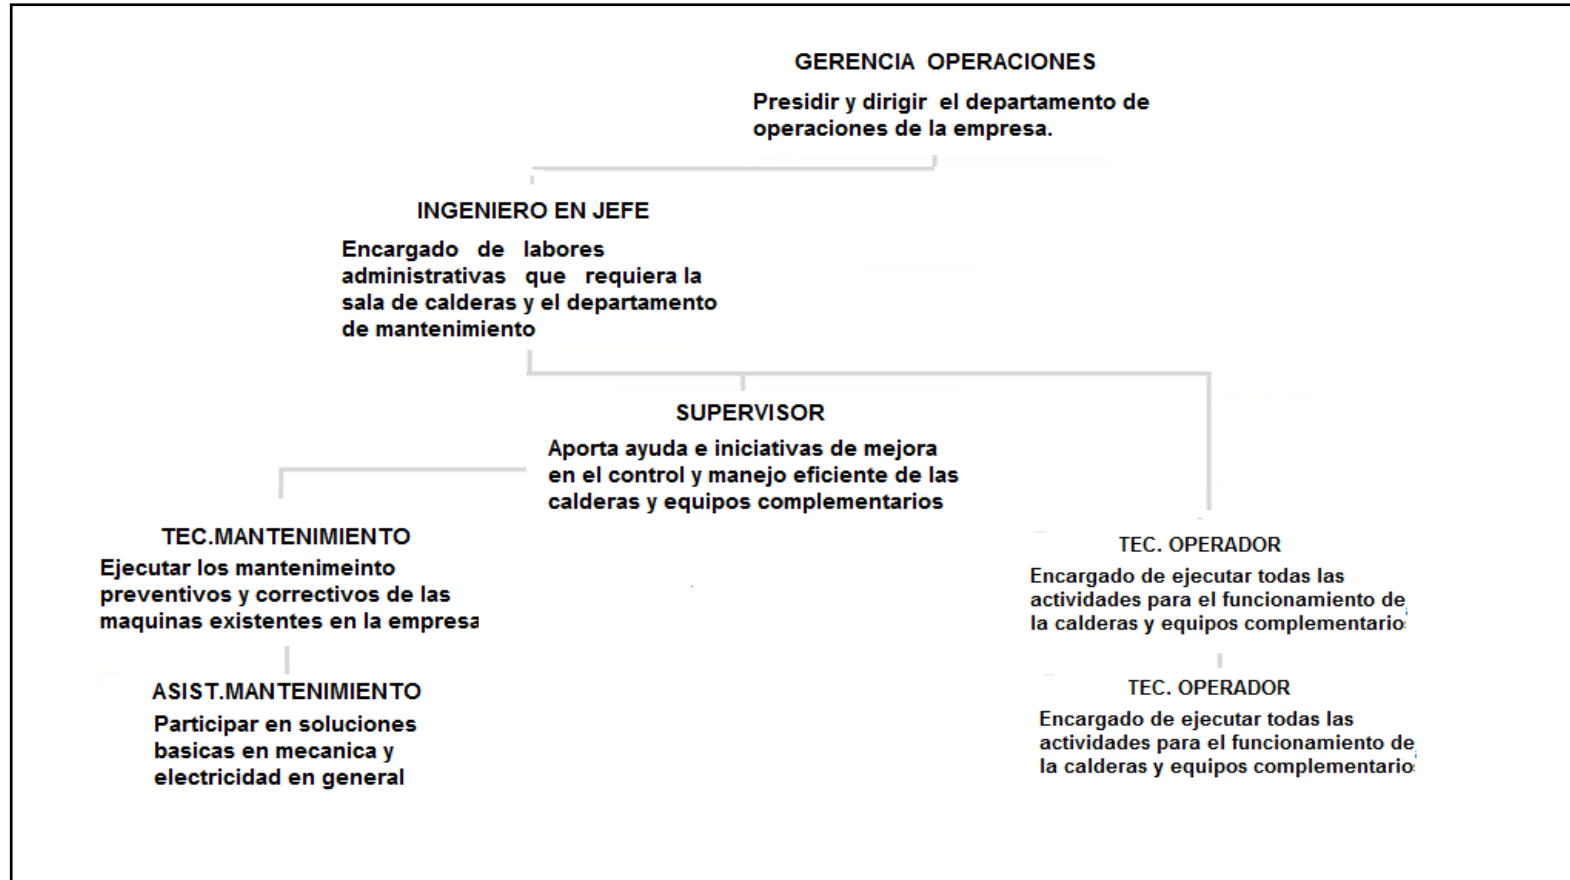 GERENCIA OPERACIONES
Presidir y dirigir el departamento de
operaciones de la empresa.
INGENIERO EN JEFE
Encargado de labores
administrativas que requiera la
sala de calderas y el departamento
de mantenimiento
SUPERVISOR
Aporta ayuda e iniciativas de mejora
en el control y manejo eficiente de las
calderas y equipos complementarios
TEC.MANTENIMIENTO
Ejecutar los mantenimeinto
preventivos y correctivos de las
maquinas existentes en la empresa
ASIST.MANTENIMIENTO
Participar en soluciones
basicas en mecanica y
electricidad en general
TEC. OPERADOR
Encargado de ejecutar todas las
actividades para el funcionamiento de
la calderas y equipos complementario
TEC. OPERADOR
Encargado de ejecutar todas las
actividades para el funcionamiento de
la calderas y equipos complementario